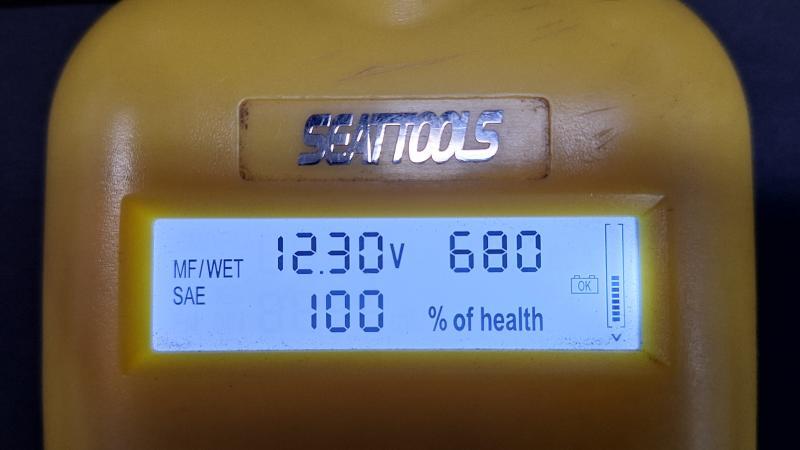 SEATTOOLS
MF/WET 12.30V 680
SAE 100 % of health
OK
V